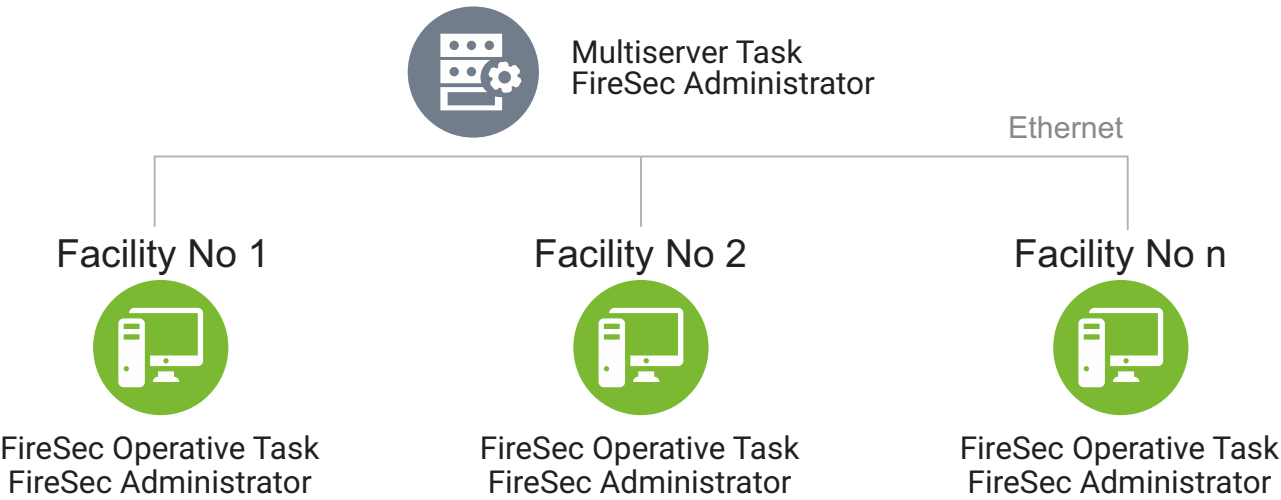 Multiserver Task
FireSec Administrator
Ethernet
Facility No 1
Facility No 2
Facility No n
FireSec Operative Task
FireSec Administrator
FireSec Operative Task
FireSec Administrator
FireSec Operative Task
FireSec Administrator